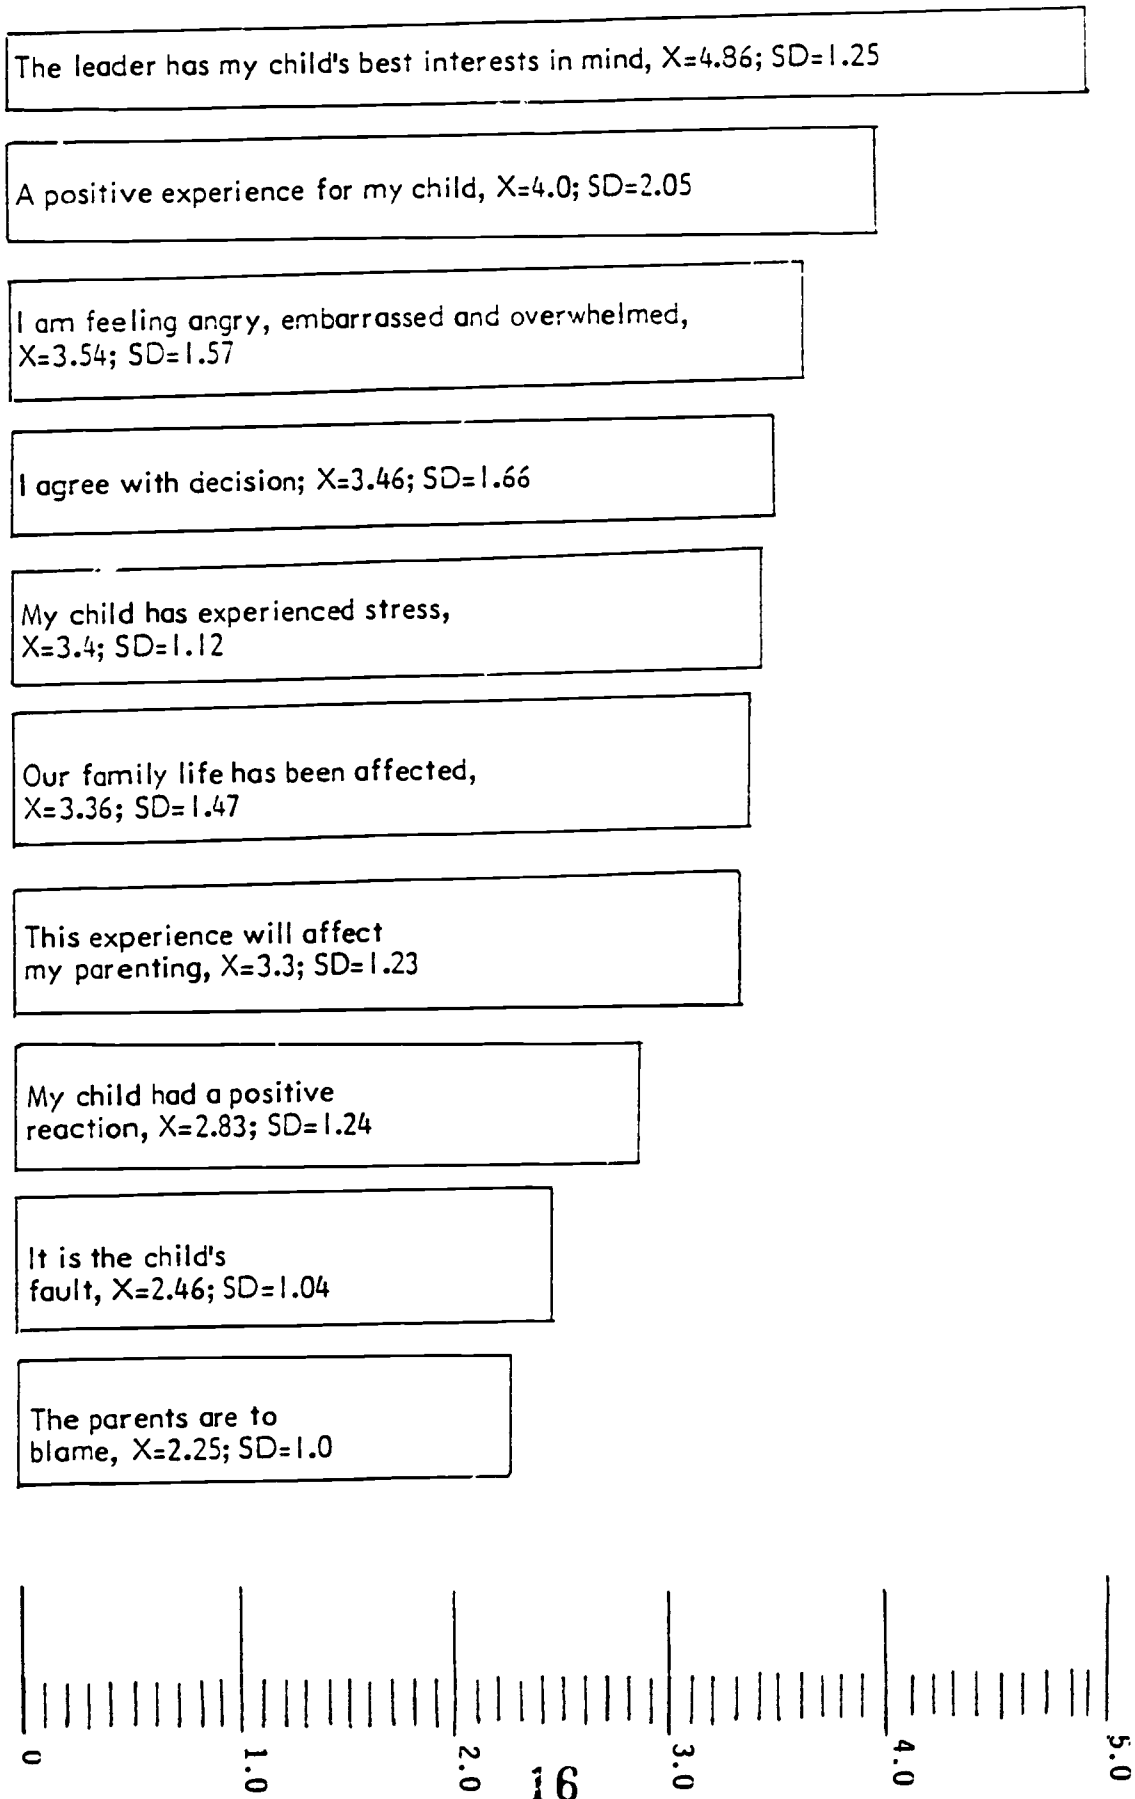 The leader has my child's best interests in mind, X=4.86; SD=1.25
A positive experience for my child, X=4.0; SD=2.05
I am feeling angry, embarrassed and overwhelmed,
X=3.54; SD=1.57
I agree with decision; X=3.46; SD=1.66
My child has experienced stress,
X=3.4; SD=1.12
Our family life has been affected,
X=3.36; SD=1.47
This experience will affect
my parenting, X=3.3; SD=1.23
My child had a positive
reaction, X=2.83; SD=1.24
It is the child's
fault, X=2.46; SD=1.04
The parents are to
blame, X=2.25; SD=1.0
0 1.0 2.0 3.0 4.0 5.0
16